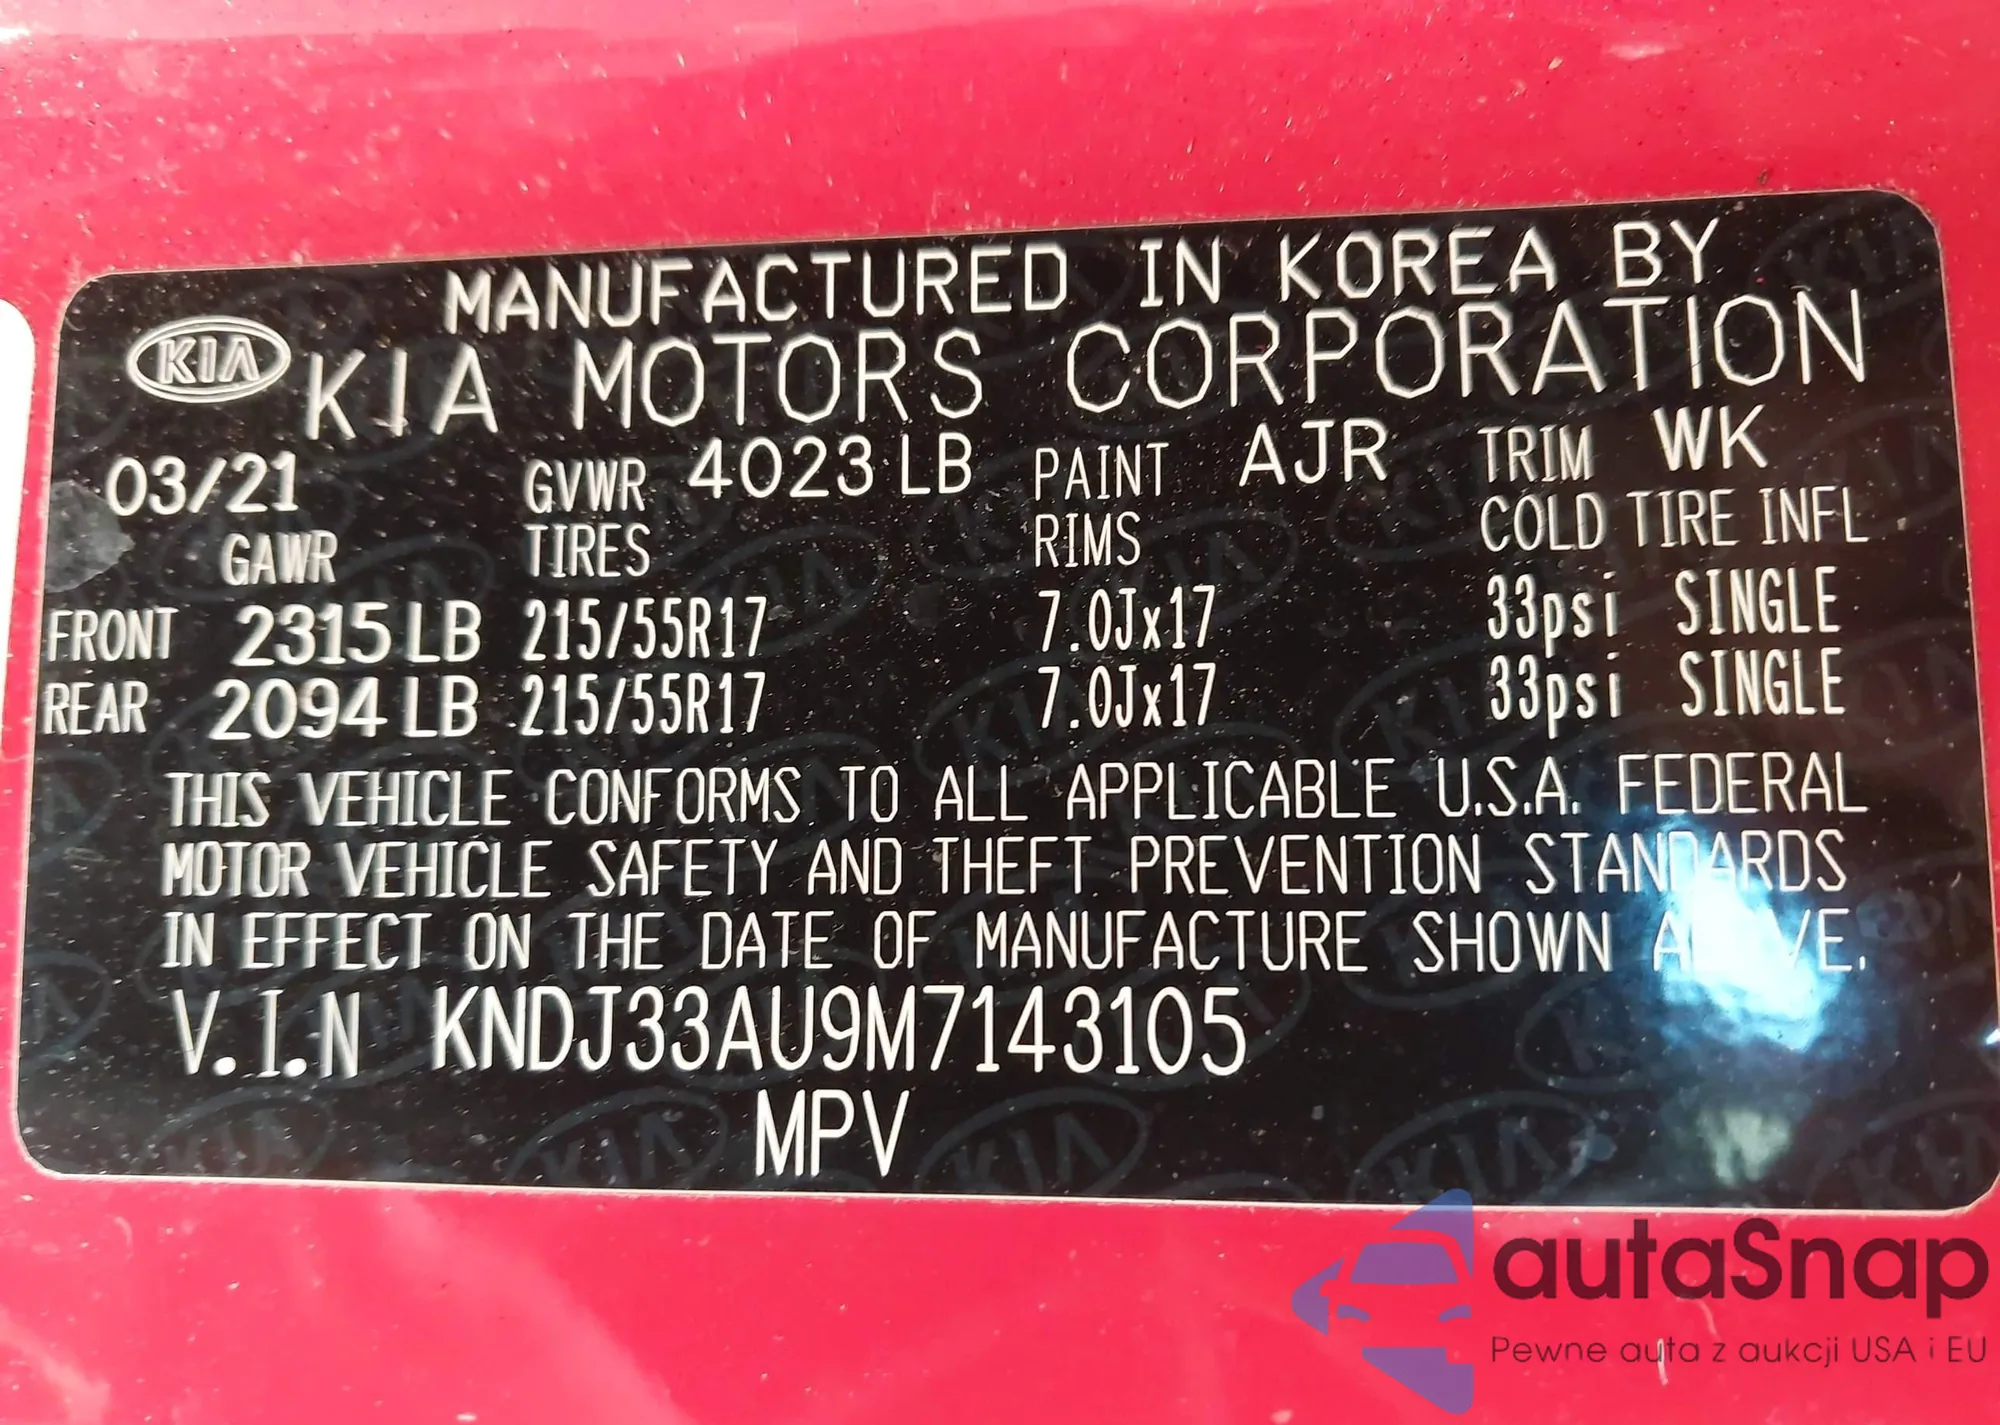 MANUFACTURED IN KOREA BY
KIA KIA MOTORS CORPORATION
03/21 GVWR 4023 LB PAINT AJR TRIM WK
GAWR TIRES RIMS COLD TIRE INFL
FRONT 2315 LB 215/55R17 7.0Jx17 33psi SINGLE
REAR 2094 LB 215/55R17 7.0Jx17 33psi SINGLE
THIS VEHICLE CONFORMS TO ALL APPLICABLE U.S.A. FEDERAL
MOTOR VEHICLE SAFETY AND THEFT PREVENTION STANDARDS
IN EFFECT ON THE DATE OF MANUFACTURE SHOWN
V.I.N KNDJ33AU9M7143105
MPV
autaSnap
Pewne auta z aukcji USA i EU